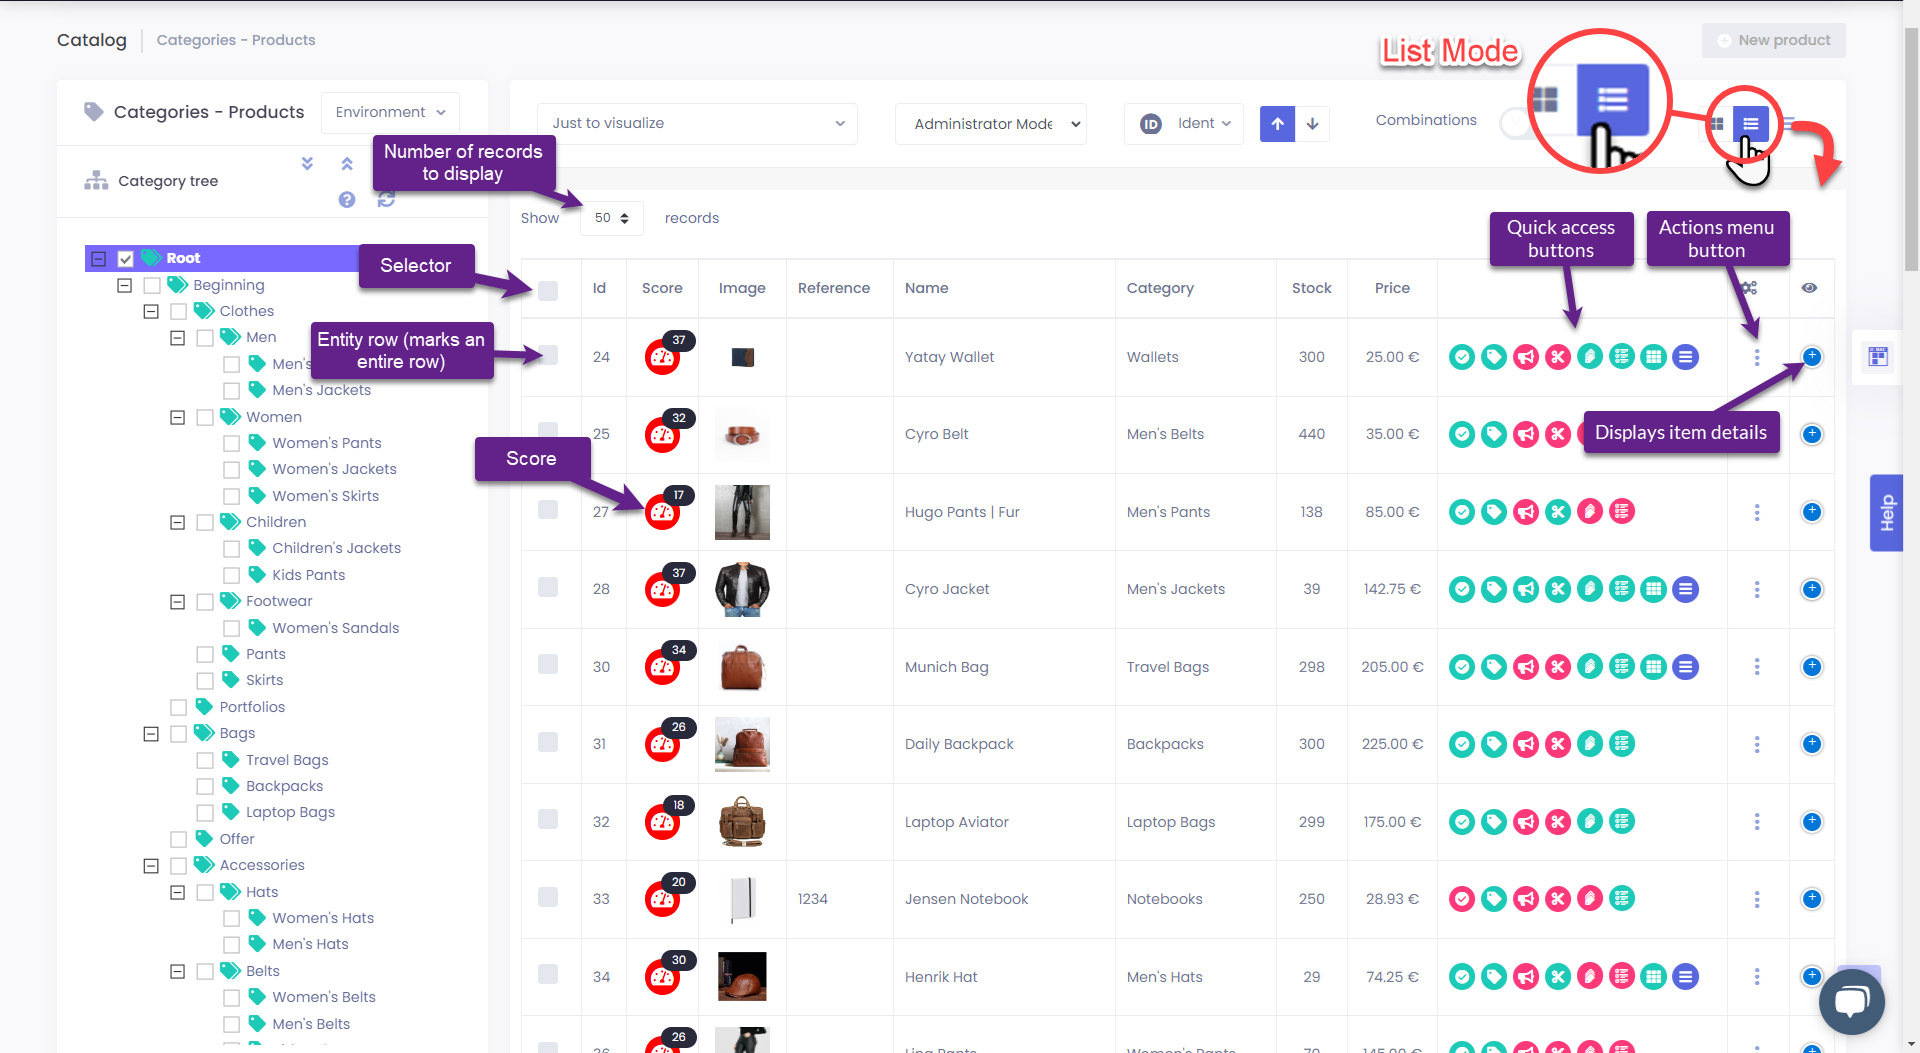 Catalog
Categories - Products
List Mode
New product
Categories - Products
Environment
Just to visualize
Administrator Mode
ID
Ident
Combinations
Number of records
to display
Category tree
Show
50
records
Quick access
buttons
Actions menu
button
Root
Selector
Beginning
Clothes
Men
Entity row (marks an
entire row)
Men's
Men's Jackets
Women
Women's Pants
Women's Jackets
Women's Skirts
Children
Children's Jackets
Kids Pants
Footwear
Women's Sandals
Pants
Skirts
Portfolios
Bags
Travel Bags
Backpacks
Laptop Bags
Offer
Accessories
Hats
Women's Hats
Men's Hats
Belts
Women's Belts
Men's Belts
Id Score Image Reference Name Category Stock Price
24 37 Yatay Wallet Wallets 300 25.00 €
25 32 Cyro Belt Men's Belts 440 35.00 €
Displays item details
Score
27 17 Hugo Pants | Fur Men's Pants 138 85.00 €
28 37 Cyro Jacket Men's Jackets 39 142.75 €
30 34 Munich Bag Travel Bags 298 205.00 €
31 26 Daily Backpack Backpacks 300 225.00 €
32 18 Laptop Aviator Laptop Bags 299 175.00 €
33 20 1234 Jensen Notebook Notebooks 250 28.93 €
34 30 Henrik Hat Men's Hats 29 74.25 €
26
Help